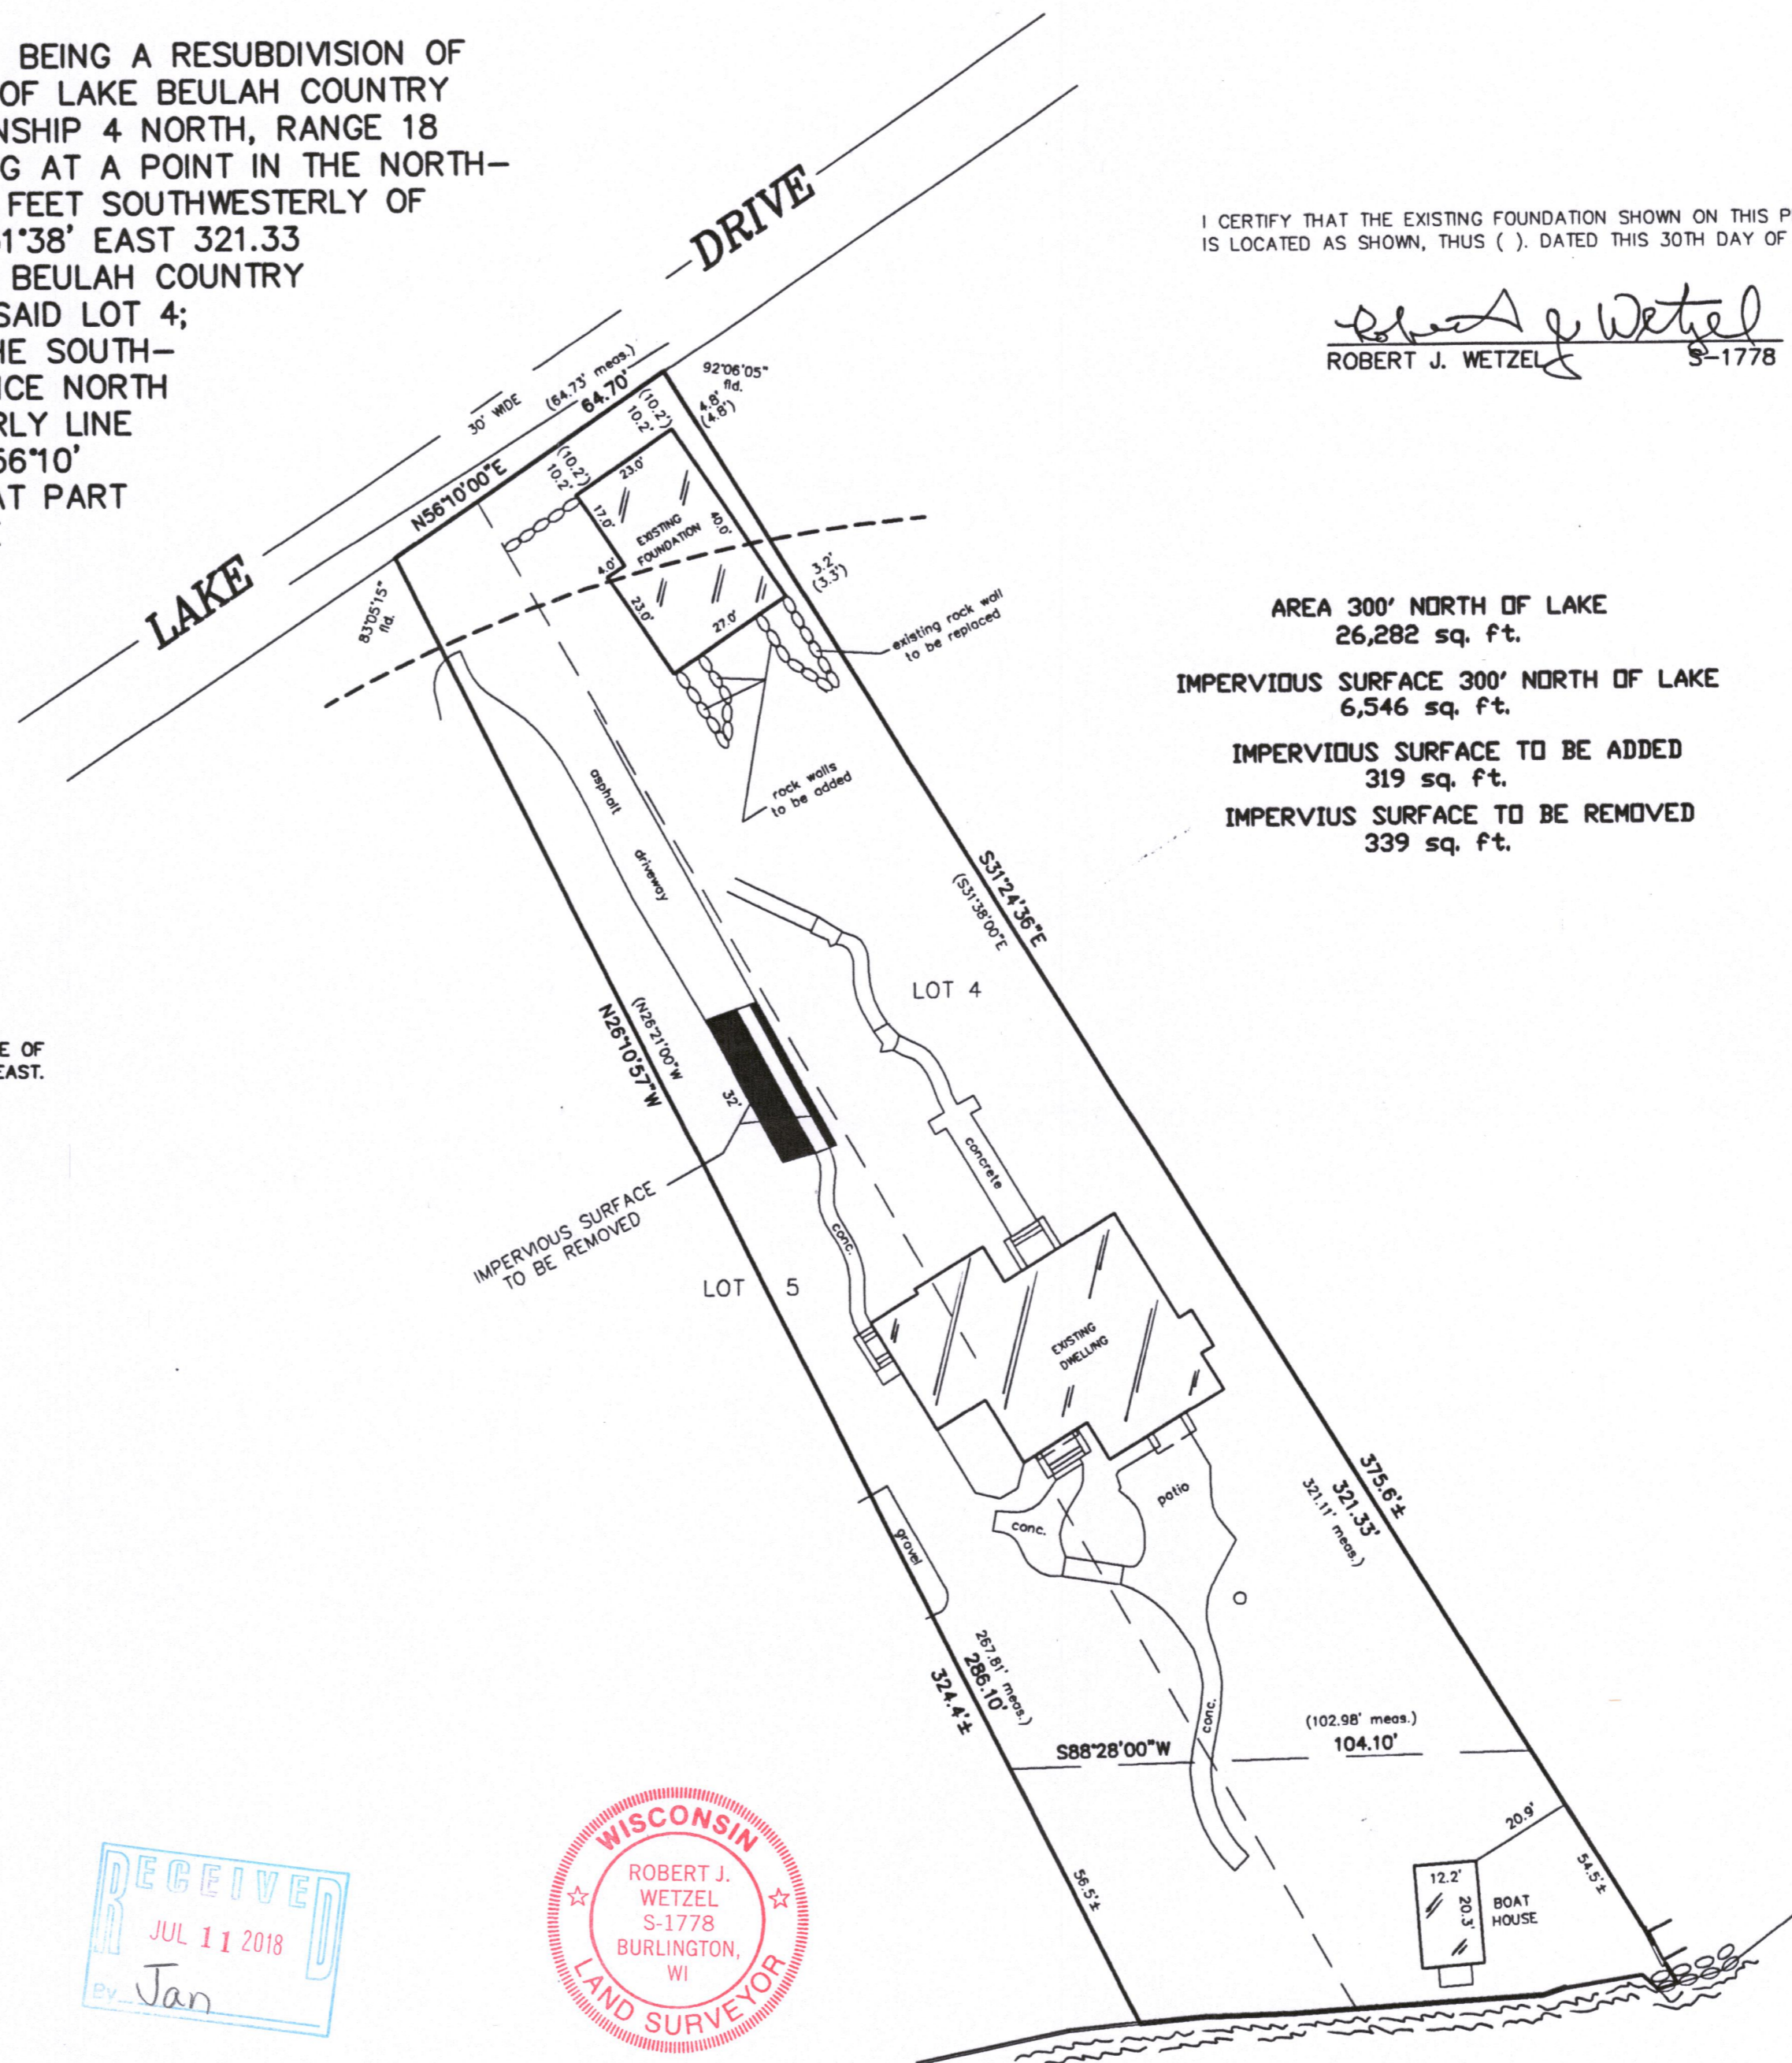 BEING A RESUBDIVISION OF
OF LAKE BEULAH COUNTRY
NSHIP 4 NORTH, RANGE 18
G AT A POINT IN THE NORTH-
FEET SOUTHWESTERLY OF
1°38' EAST 321.33
BEULAH COUNTRY
SAID LOT 4;
HE SOUTH-
ICE NORTH
RLY LINE
56°10'
AT PART
E OF
EAST.
I CERTIFY THAT THE EXISTING FOUNDATION SHOWN ON THIS P
IS LOCATED AS SHOWN, THUS ( ). DATED THIS 30TH DAY OF
Robert J Wetzel
ROBERT J. WETZEL S-1778
LAKE DRIVE
30' WIDE
(64.73' meas.)
64.70'
N56°10'00"E
92°06'05"
fld.
83°05'15"
fld.
4.8'
(4.8')
(10.2')
10.2'
(10.2')
10.2'
23.0'
17.0'
EXISTING
FOUNDATION
40.0'
4.0'
23.0'
27.0'
3.2'
(3.3')
existing rock wall
to be replaced
rock walls
to be added
AREA 300' NORTH OF LAKE
26,282 sq. ft.
IMPERVIOUS SURFACE 300' NORTH OF LAKE
6,546 sq. ft.
IMPERVIOUS SURFACE TO BE ADDED
319 sq. ft.
IMPERVIUS SURFACE TO BE REMOVED
339 sq. ft.
asphalt
driveway
S31°24'36"E
(S31°38'00"E
LOT 4
(N26°21'00"W
N26°10'57"W
32'
concrete
IMPERVIOUS SURFACE
TO BE REMOVED
conc.
LOT 5
EXISTING
DWELLING
patio
conc.
gravel
375.6'±
321.33'
321.11' meas.)
267.81' meas.)
286.10'
324.4'±
conc.
(102.98' meas.)
S88°28'00"W 104.10'
20.9'
56.5'±
54.5'±
12.2'
20.3'
BOAT
HOUSE
RECEIVED
JUL 11 2018
By Jan
WISCONSIN
ROBERT J.
WETZEL
S-1778
BURLINGTON,
WI
LAND SURVEYOR